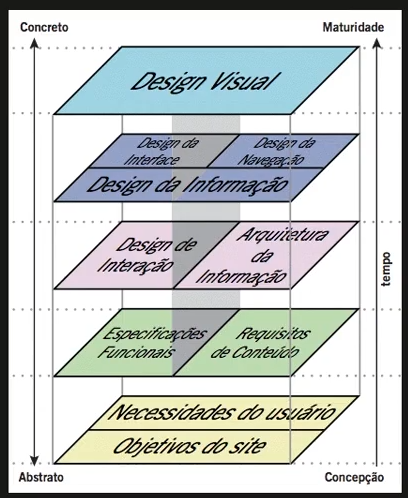 Concreto
Maturidade
Design Visual
Design da
Interface
Design da
Navegação
Design da Informação
Design de
Interação
Arquitetura
da
Informação
tempo
Especificações
Funcionais
Requisitos
de Conteúdo
Necessidades do usuário
Objetivos do site
Abstrato
Concepção